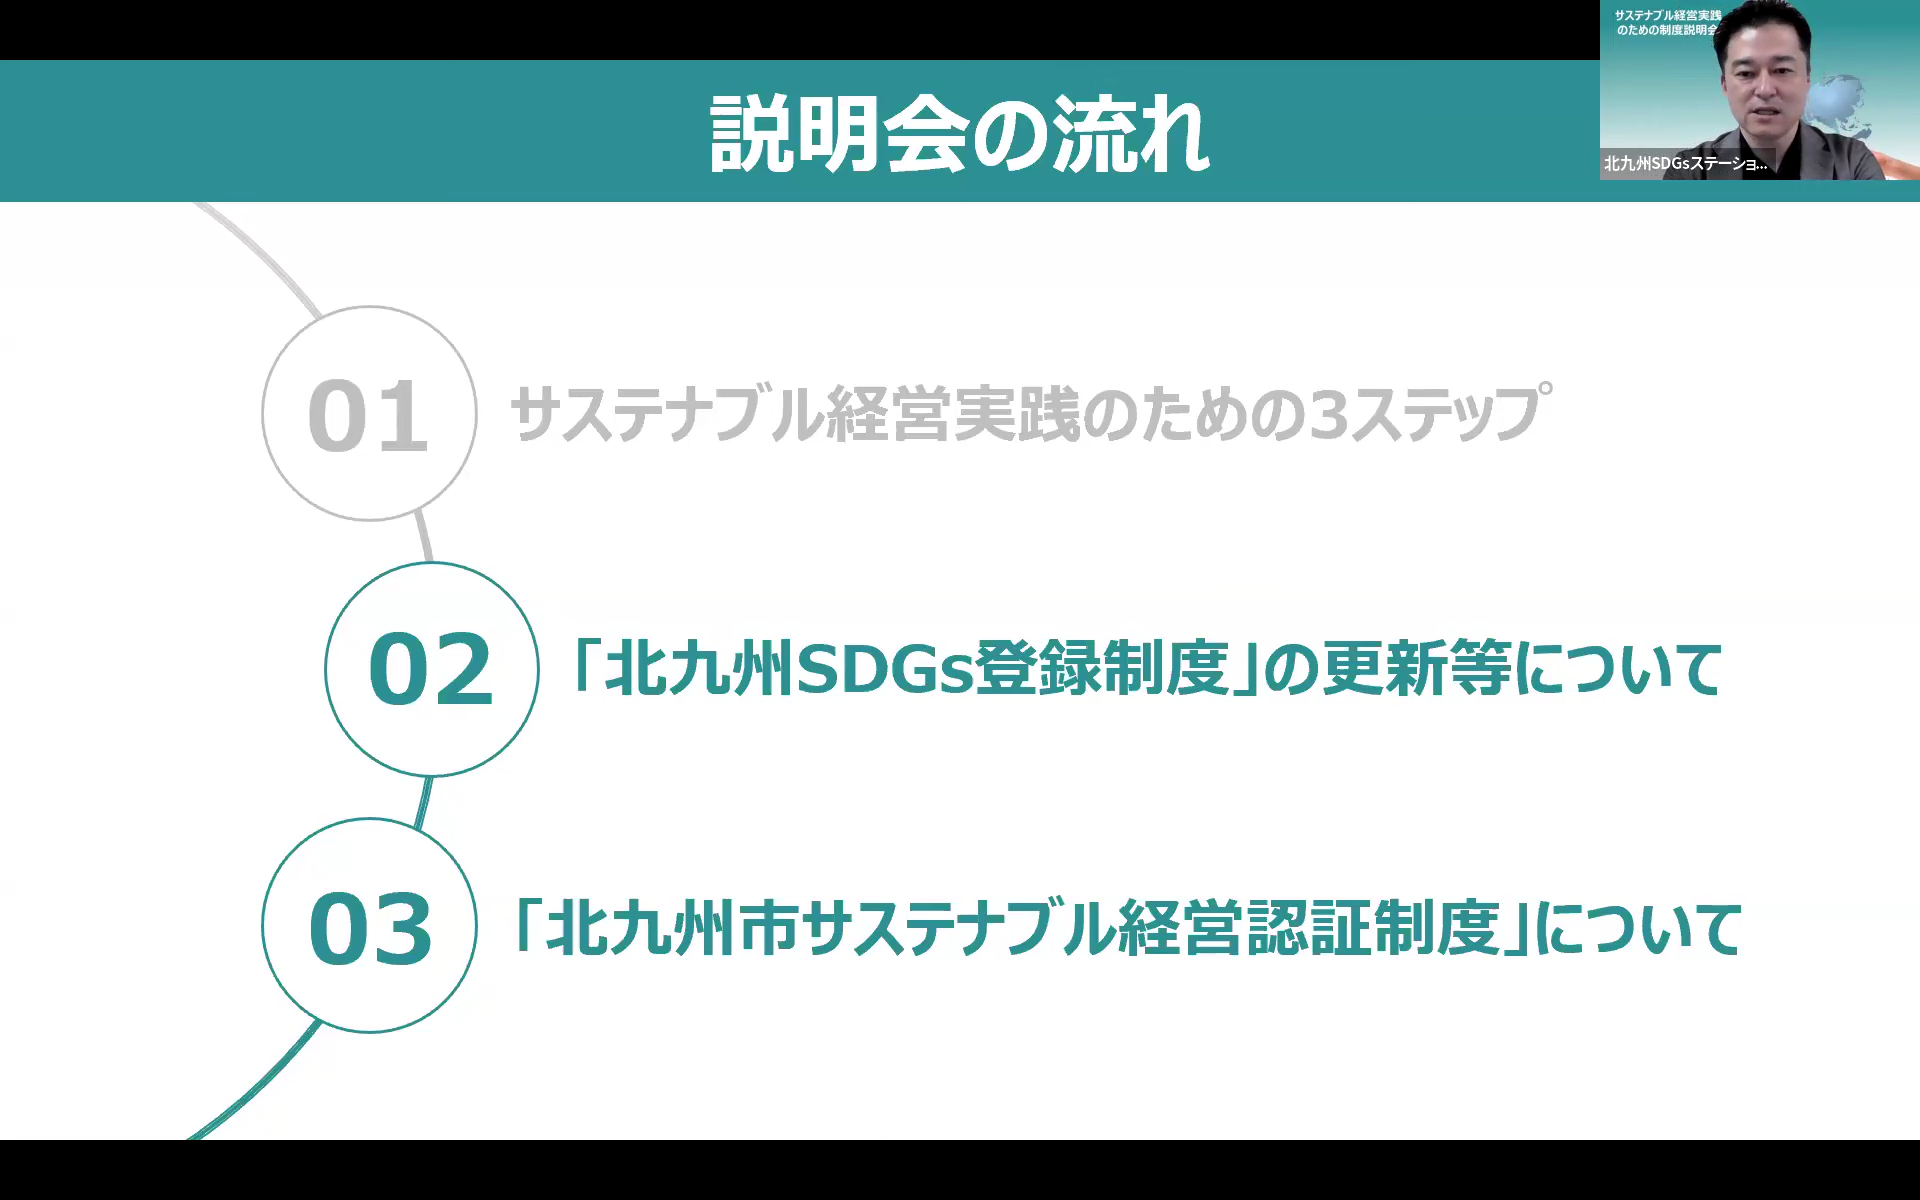 サステナブル経営実践
のための制度説明会
北九州SDGsステーショ...
説明会の流れ
01 サステナブル経営実践のための3ステップ
02 「北九州SDGs登録制度」の更新等について
03 「北九州市サステナブル経営認証制度」について